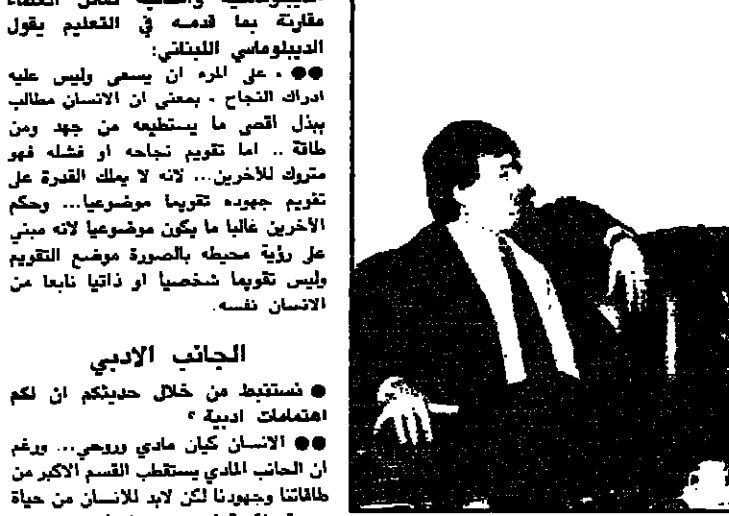 مقارنة بما قدمه في التعليم يقول
الديبلوماسي اللبناني:
●● ، على المرء ان يسعى وليس عليه
ادراك النجاح ، بمعنى ان الانسان مطالب
ببذل اقصى ما يستطيعه من جهد ومن
طاقة .. اما تقويم نجاحه او فشله فهو
متروك للآخرين... لانه لا يملك القدرة على
تقويم جهوده تقويما موضوعيا... وحكم
الآخرين غالبا ما يكون موضوعيا لانه مبني
على رؤية محيطه بالصورة موضع التقويم
وليس تقويما شخصيا او ذاتيا نابعا من
الانسان نفسه.
الجانب الادبي
● نستنبط من خلال حديثكم ان لكم
اهتمامات ادبية ؟
●● الانسان كيان مادي وروحي... ورغم
ان الجانب المادي يستقطب القسم الاكبر من
طاقاتنا وجهودنا لكن لابد للانسان من حياة